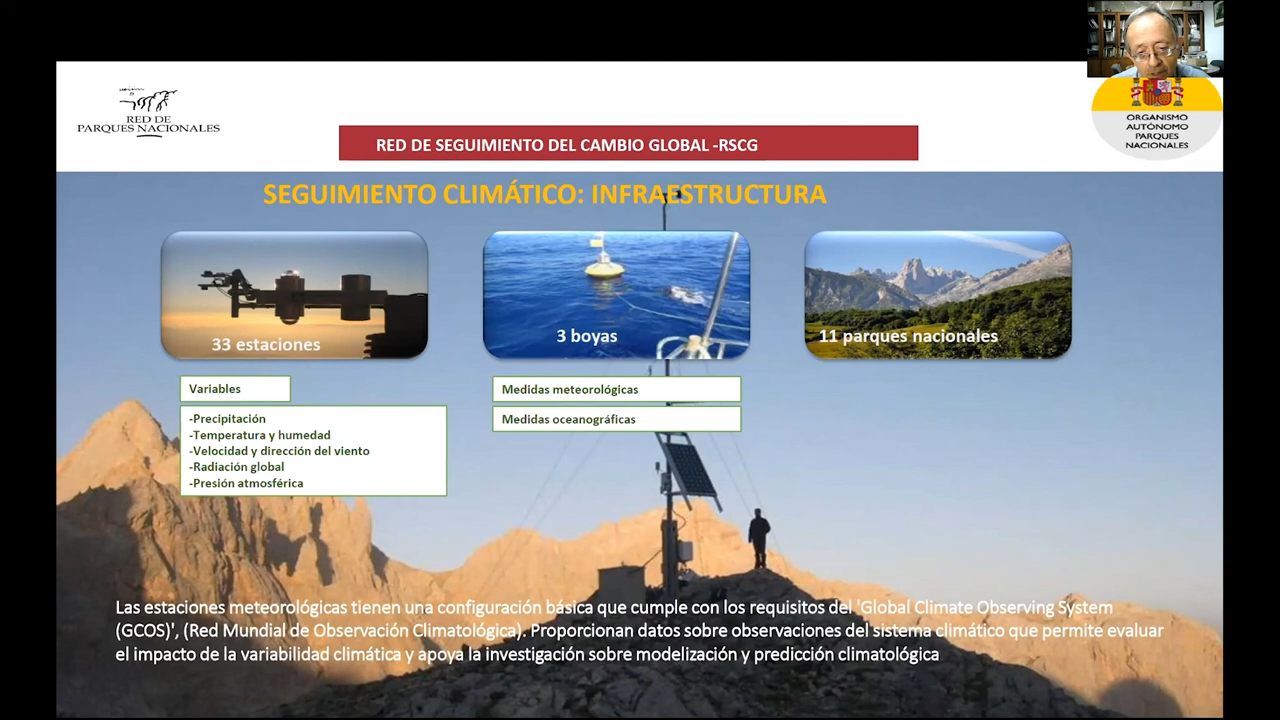 RED DE
PARQUES NACIONALES
ORGANISMO
AUTÓNOMO
PARQUES
NACIONALES
RED DE SEGUIMIENTO DEL CAMBIO GLOBAL -RSCG
SEGUIMIENTO CLIMÁTICO: INFRAESTRUCTURA
33 estaciones
3 boyas
11 parques nacionales
Variables
-Precipitación
-Temperatura y humedad
-Velocidad y dirección del viento
-Radiación global
-Presión atmosférica
Medidas meteorológicas
Medidas oceanográficas
Las estaciones meteorológicas tienen una configuración básica que cumple con los requisitos del 'Global Climate Observing System
(GCOS)', (Red Mundial de Observación Climatológica). Proporcionan datos sobre observaciones del sistema climático que permite evaluar
el impacto de la variabilidad climática y apoya la investigación sobre modelización y predicción climatológica